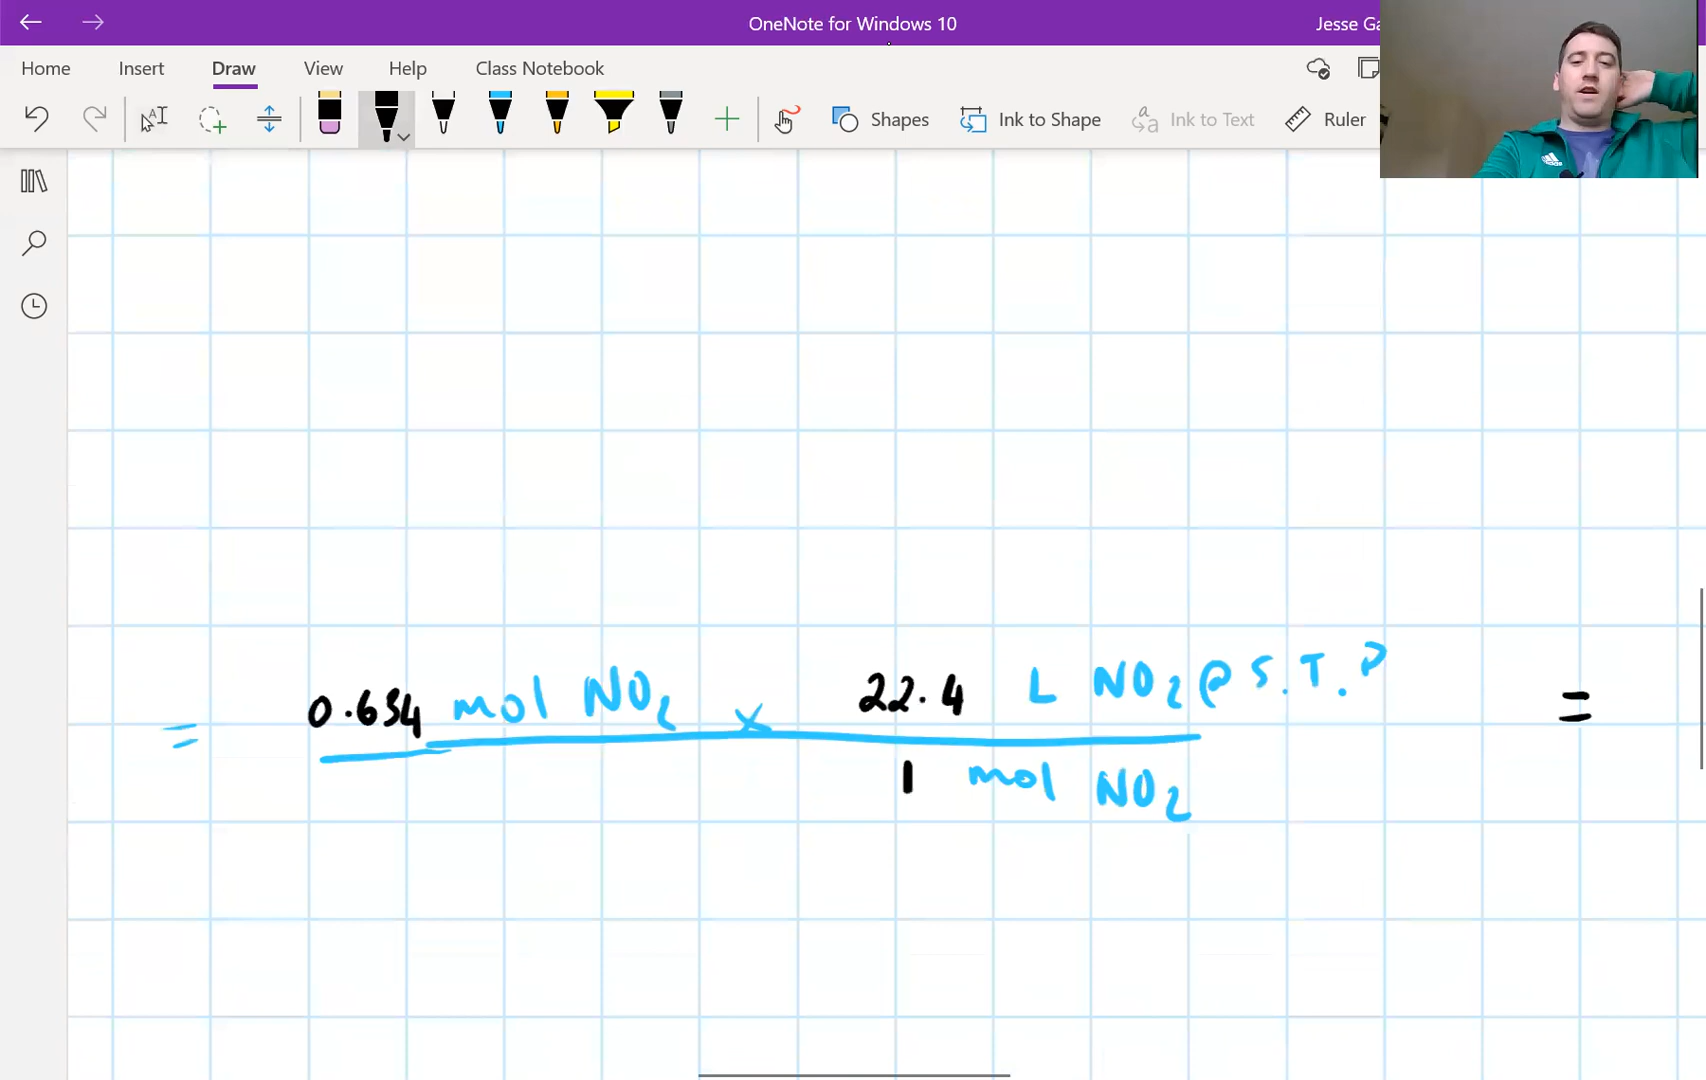 OneNote for Windows 10
Jesse Ga
Home Insert Draw View Help Class Notebook
Shapes Ink to Shape Ink to Text Ruler
= 0.654 mol NO₂ x 22.4 L NO₂ @ S.T.P =
1 mol NO₂